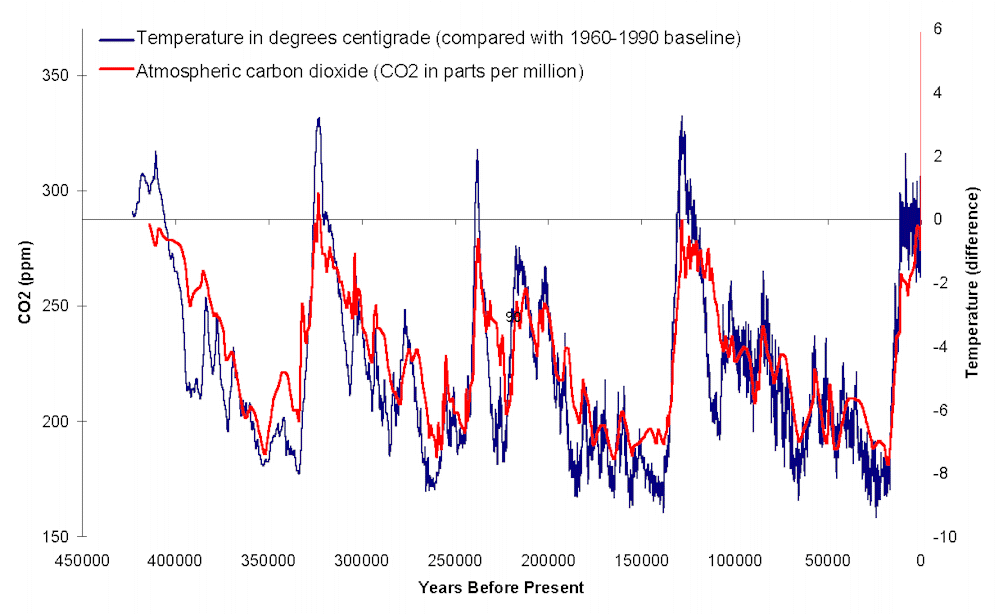 Temperature in degrees centigrade (compared with 1960-1990 baseline)
Atmospheric carbon dioxide (CO2 in parts per million)
350
300
250
200
150
CO2 (ppm)
6
4
2
0
-2
-4
-6
-8
-10
Temperature (difference)
450000 400000 350000 300000 250000 200000 150000 100000 50000 0
Years Before Present